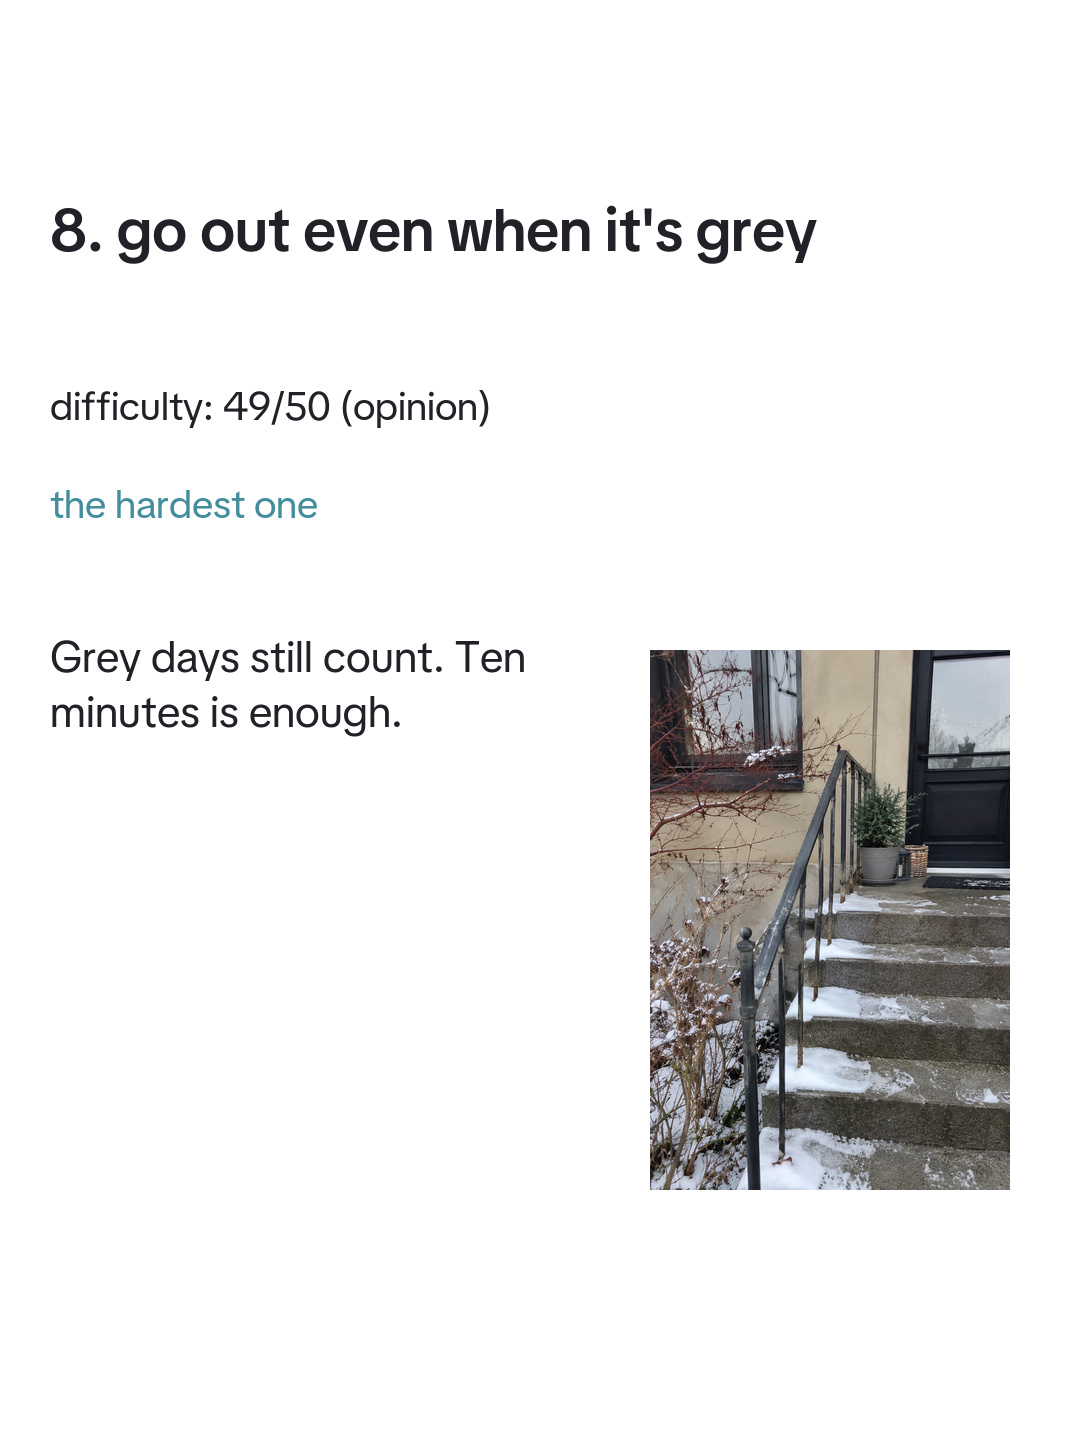 8. go out even when it's grey
difficulty: 49/50 (opinion)
the hardest one
Grey days still count. Ten
minutes is enough.